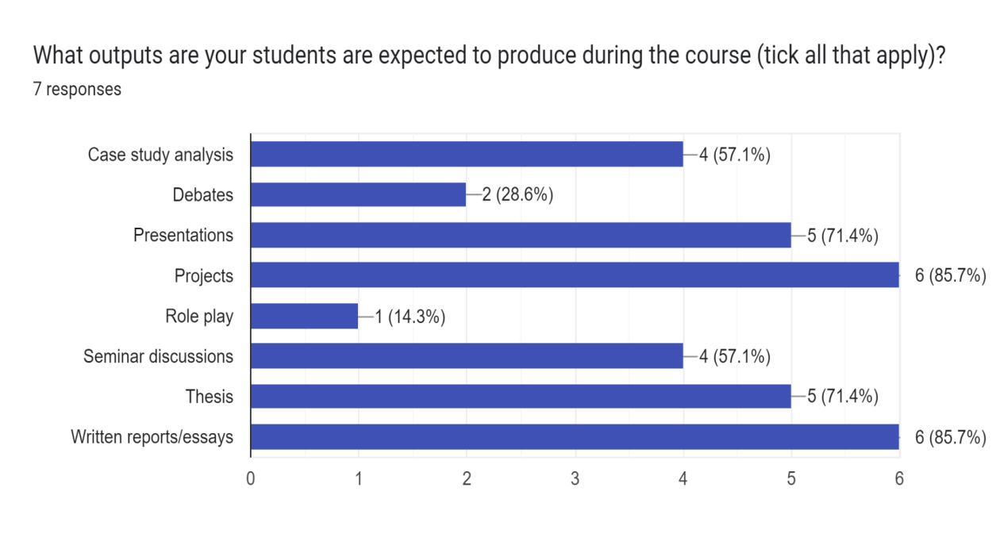 What outputs are your students are expected to produce during the course (tick all that apply)?
7 responses
Case study analysis 4 (57.1%)
Debates 2 (28.6%)
Presentations 5 (71.4%)
Projects 6 (85.7%)
Role play 1 (14.3%)
Seminar discussions 4 (57.1%)
Thesis 5 (71.4%)
Written reports/essays 6 (85.7%)
0 1 2 3 4 5 6